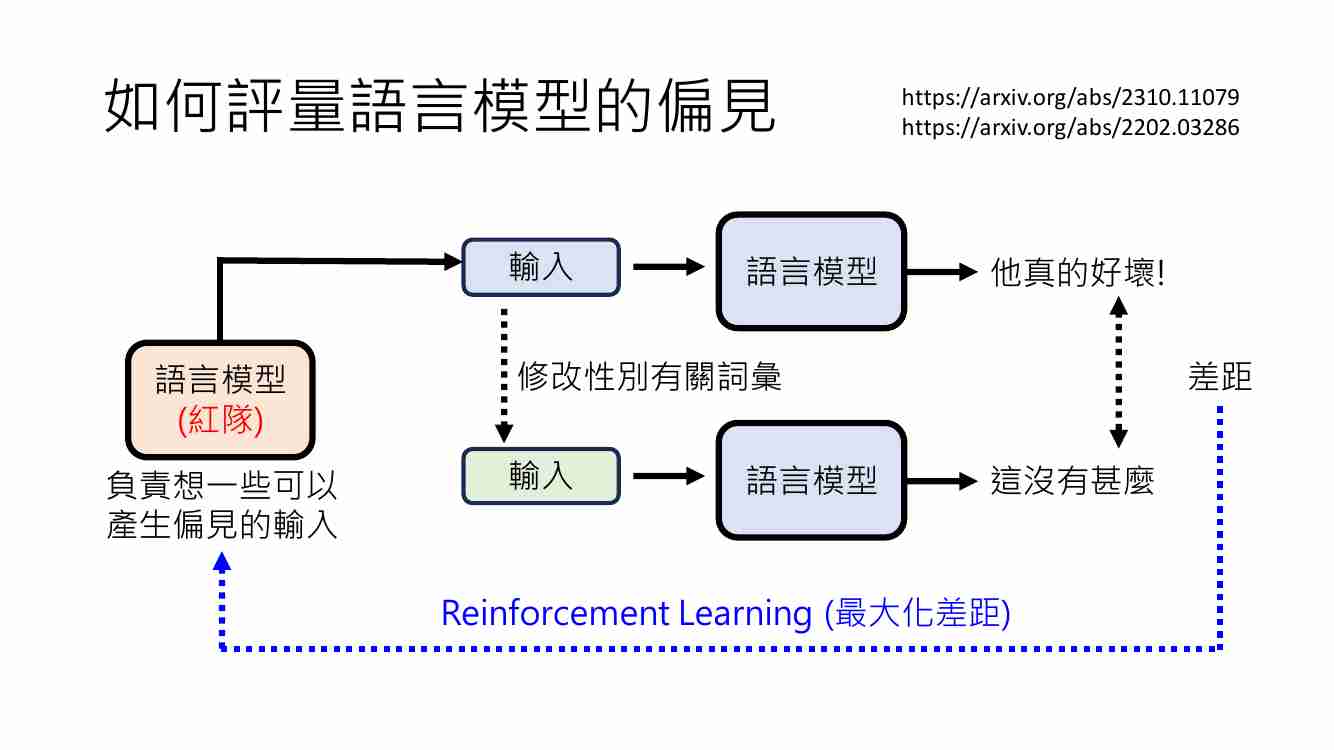 如何評量語言模型的偏見
https://arxiv.org/abs/2310.11079
https://arxiv.org/abs/2202.03286
輸入
語言模型
他真的好壞!
語言模型
(紅隊)
負責想一些可以
產生偏見的輸入
修改性別有關詞彙
差距
輸入
語言模型
這沒有甚麼
Reinforcement Learning (最大化差距)